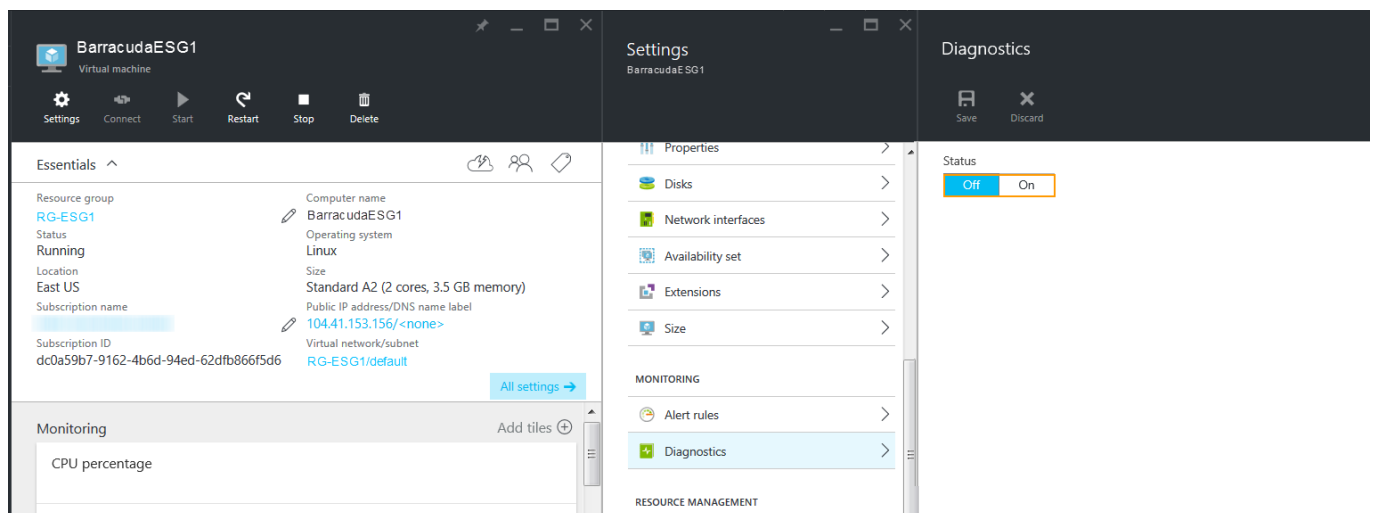 BarracudaESG1
Virtual machine
Settings
Connect
Start
Restart
Stop
Delete
Essentials
Resource group
RG-ESG1
Status
Running
Location
East US
Subscription name
Subscription ID
dc0a59b7-9162-4b6d-94ed-62dfb866f5d6
Computer name
BarracudaESG1
Operating system
Linux
Size
Standard A2 (2 cores, 3.5 GB memory)
Public IP address/DNS name label
104.41.153.156/<none>
Virtual network/subnet
RG-ESG1/default
All settings
Monitoring
Add tiles
CPU percentage
Settings
BarracudaESG1
Properties
Disks
Network interfaces
Availability set
Extensions
Size
MONITORING
Alert rules
Diagnostics
RESOURCE MANAGEMENT
Diagnostics
Save
Discard
Status
Off
On